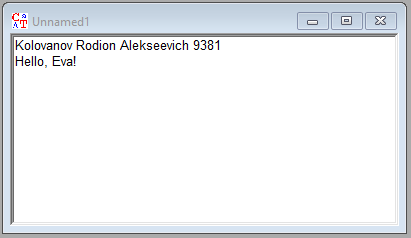 Unnamed1
Kolovanov Rodion Alekseevich 9381
Hello, Eva!